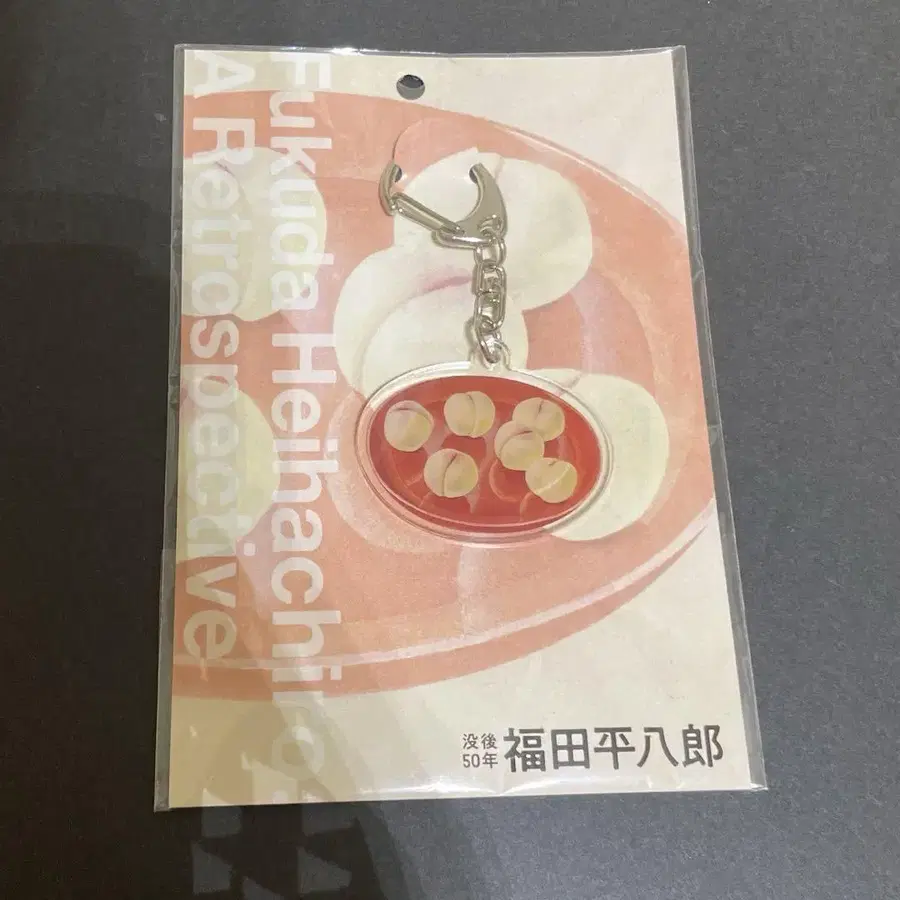 Fukuda Heihachiro:
A Retrospective
没後
50年
福田平八郎